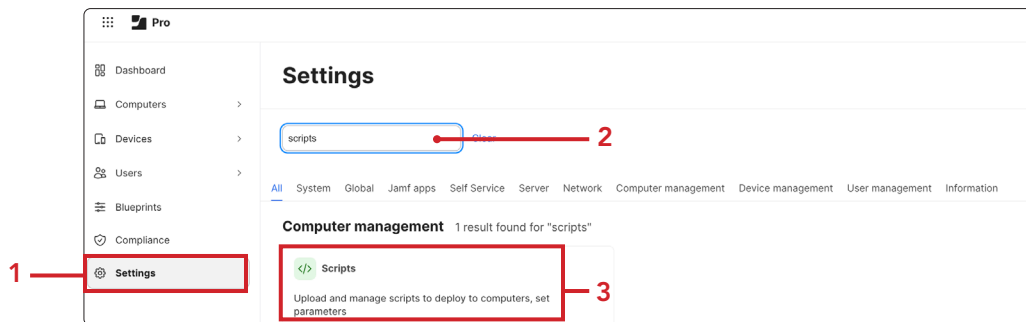 Pro
Dashboard
Computers
Devices
Users
Blueprints
Compliance
Settings
1
Settings
scripts
Clear
2
All System Global Jamf apps Self Service Server Network Computer management Device management User management Information
Computer management 1 result found for "scripts"
Scripts
Upload and manage scripts to deploy to computers, set
parameters
3